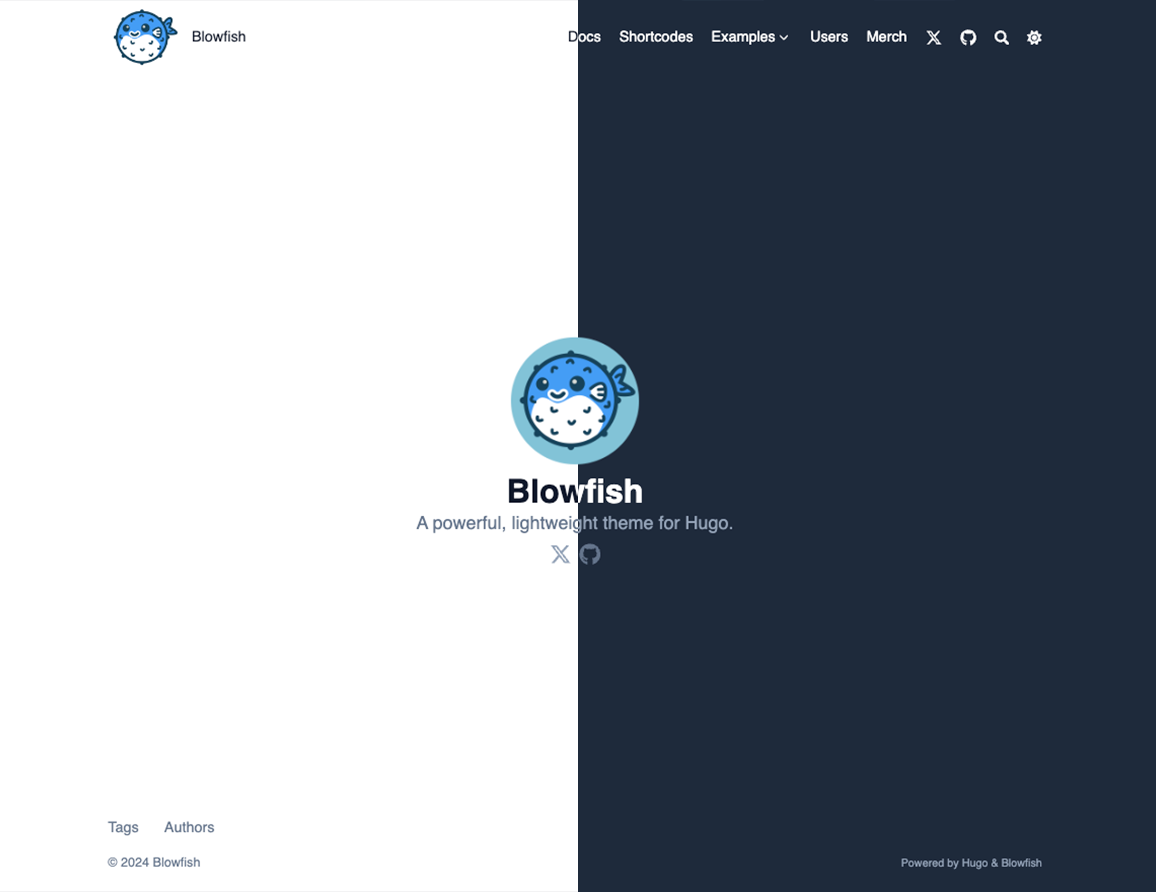 Blowfish Docs Shortcodes Examples Users Merch
Blowfish
A powerful, lightweight theme for Hugo.
Tags Authors
© 2024 Blowfish Powered by Hugo & Blowfish